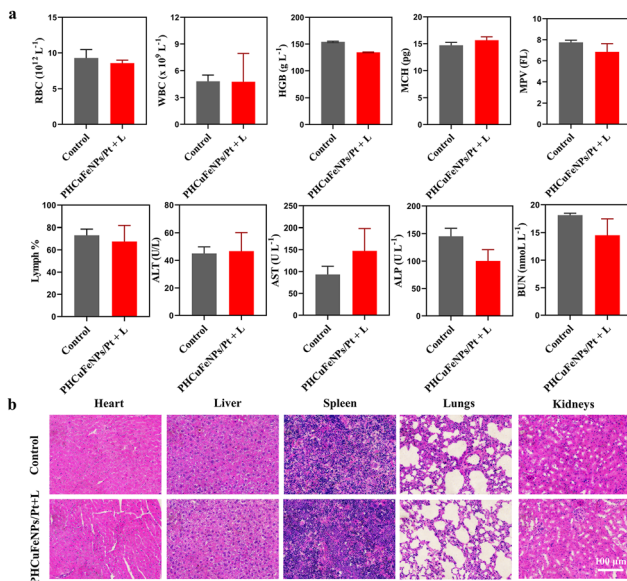 a
RBC (10¹² L⁻¹)
15
10
5
0
Control
PHCuFeNPs/Pt + L
WBC (x 10⁹ L⁻¹)
12
9
6
3
0
Control
PHCuFeNPs/Pt + L
HGB (g L⁻¹)
200
150
100
50
0
Control
PHCuFeNPs/Pt + L
MCH (pg)
20
15
10
5
0
Control
PHCuFeNPs/Pt + L
MPV (FL)
10
8
6
4
2
0
Control
PHCuFeNPs/Pt + L
Lymph %
100
80
60
40
20
0
Control
PHCuFeNPs/Pt + L
ALT (U/L)
80
60
40
20
0
Control
PHCuFeNPs/Pt + L
AST (U L⁻¹)
250
200
150
100
50
0
Control
PHCuFeNPs/Pt + L
ALP (U L⁻¹)
200
150
100
50
0
Control
PHCuFeNPs/Pt + L
BUN (nmoL L⁻¹)
20
15
10
5
0
Control
PHCuFeNPs/Pt + L
b
Heart
Liver
Spleen
Lungs
Kidneys
Control
PHCuFeNPs/Pt+L
100 μm